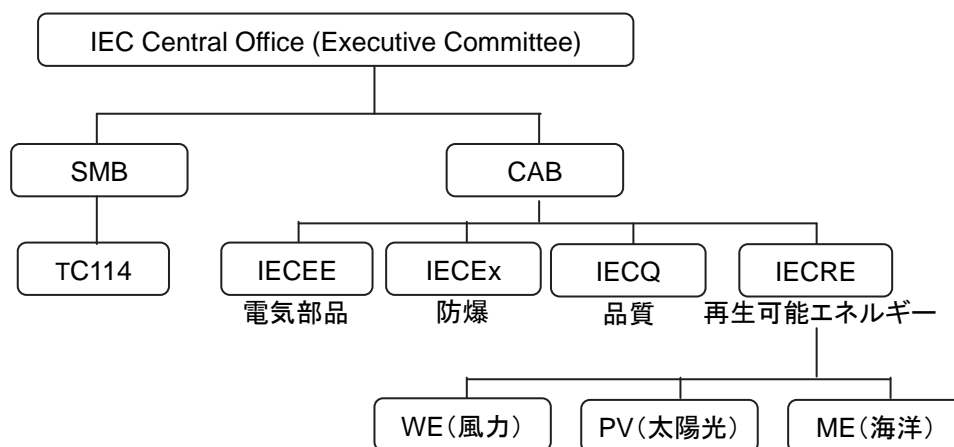 IEC Central Office (Executive Committee)
SMB
CAB
TC114
IECEE
IECEx
IECQ
IECRE
電気部品
防爆
品質
再生可能エネルギー
WE(風力)
PV(太陽光)
ME(海洋)